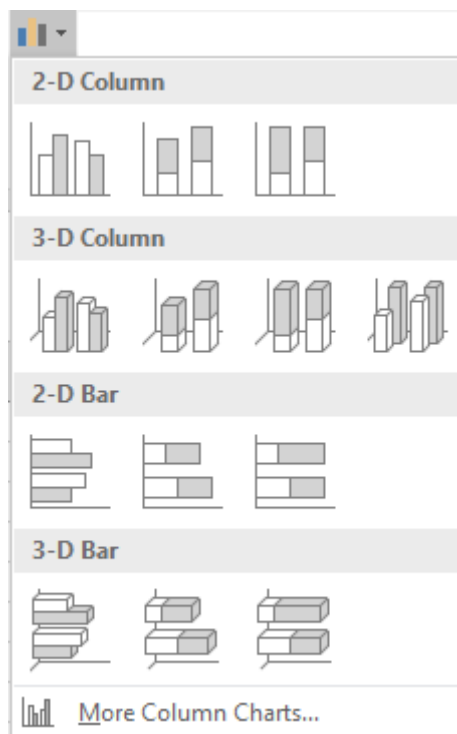 2-D Column
3-D Column
2-D Bar
3-D Bar
More Column Charts...